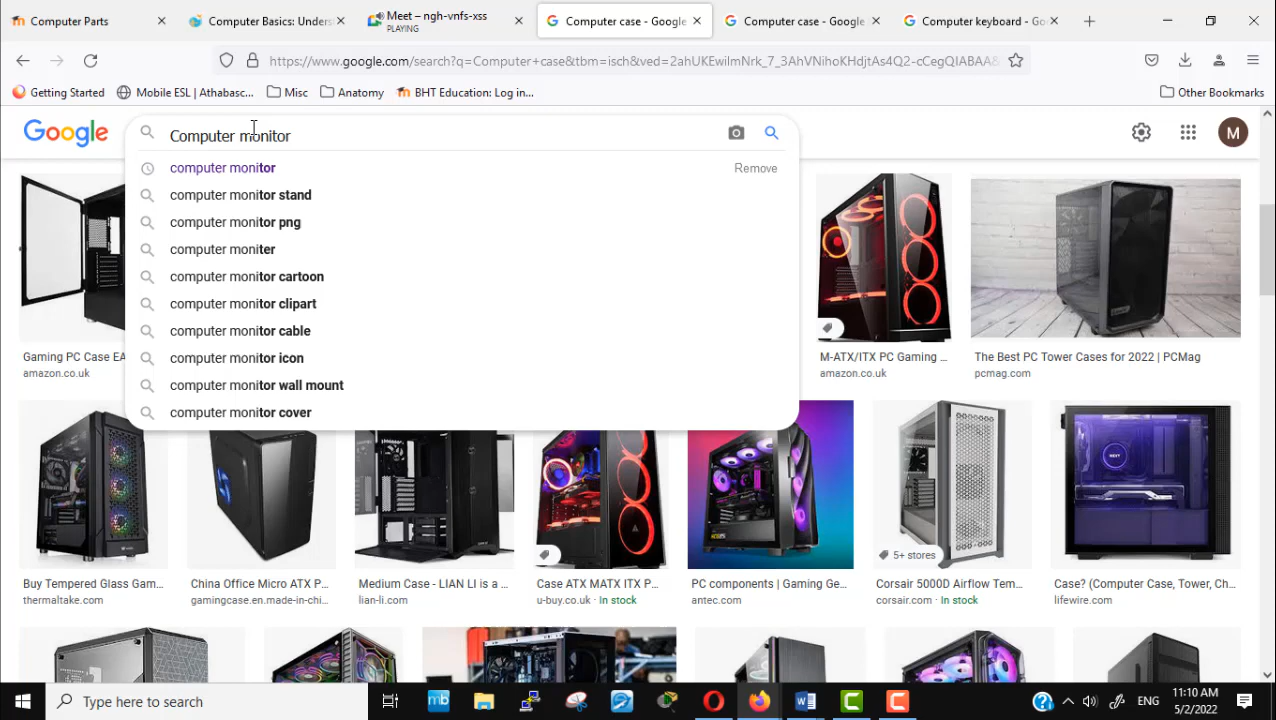 Computer Parts
Computer Basics: Unders
Meet – ngh-vnfs-xss
PLAYING
Computer case - Google
Computer case - Google
Computer keyboard - Goo
https://www.google.com/search?q=Computer+case&tbm=isch&ved=2ahUKEwilmNrk_7_3AhVNihoKHdjtAs4Q2-cCegQIABAA&
Getting Started
Mobile ESL | Athabasc...
Misc
Anatomy
BHT Education: Log in...
Other Bookmarks
Google
Computer monitor
M
computer monitor
Remove
computer monitor stand
computer monitor png
computer moniter
computer monitor cartoon
computer monitor clipart
computer monitor cable
computer monitor icon
computer monitor wall mount
computer monitor cover
Gaming PC Case EA
amazon.co.uk
M-ATX/ITX PC Gaming ...
amazon.co.uk
The Best PC Tower Cases for 2022 | PCMag
pcmag.com
NZXT
5+ stores
Buy Tempered Glass Gam...
thermaltake.com
China Office Micro ATX P...
gamingcase.en.made-in-chi...
Medium Case - LIAN LI is a ...
lian-li.com
Case ATX MATX ITX P...
u-buy.co.uk · In stock
PC components | Gaming Ge...
antec.com
Corsair 5000D Airflow Tem...
corsair.com · In stock
Case? (Computer Case, Tower, Ch...
lifewire.com
Type here to search
mb
ENG
11:10 AM
5/2/2022